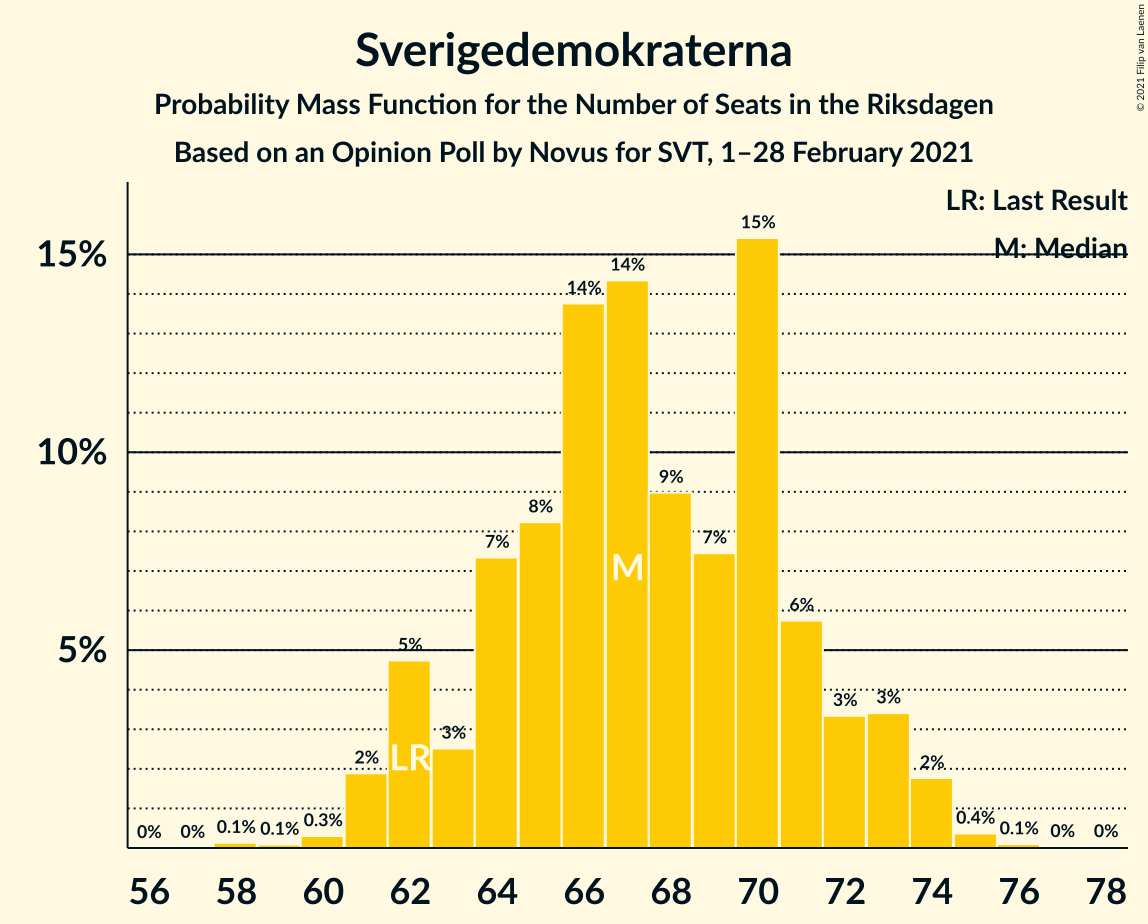 Sverigedemokraterna
Probability Mass Function for the Number of Seats in the Riksdagen
Based on an Opinion Poll by Novus for SVT, 1–28 February 2021
© 2021 Filip van Laenen
LR: Last Result
M: Median
15%
10%
5%
0%
0%
0.1%
0.1%
0.3%
2%
5%
3%
7%
8%
14%
14%
9%
7%
15%
6%
3%
3%
2%
0.4%
0.1%
0%
0%
LR
M
56 58 60 62 64 66 68 70 72 74 76 78